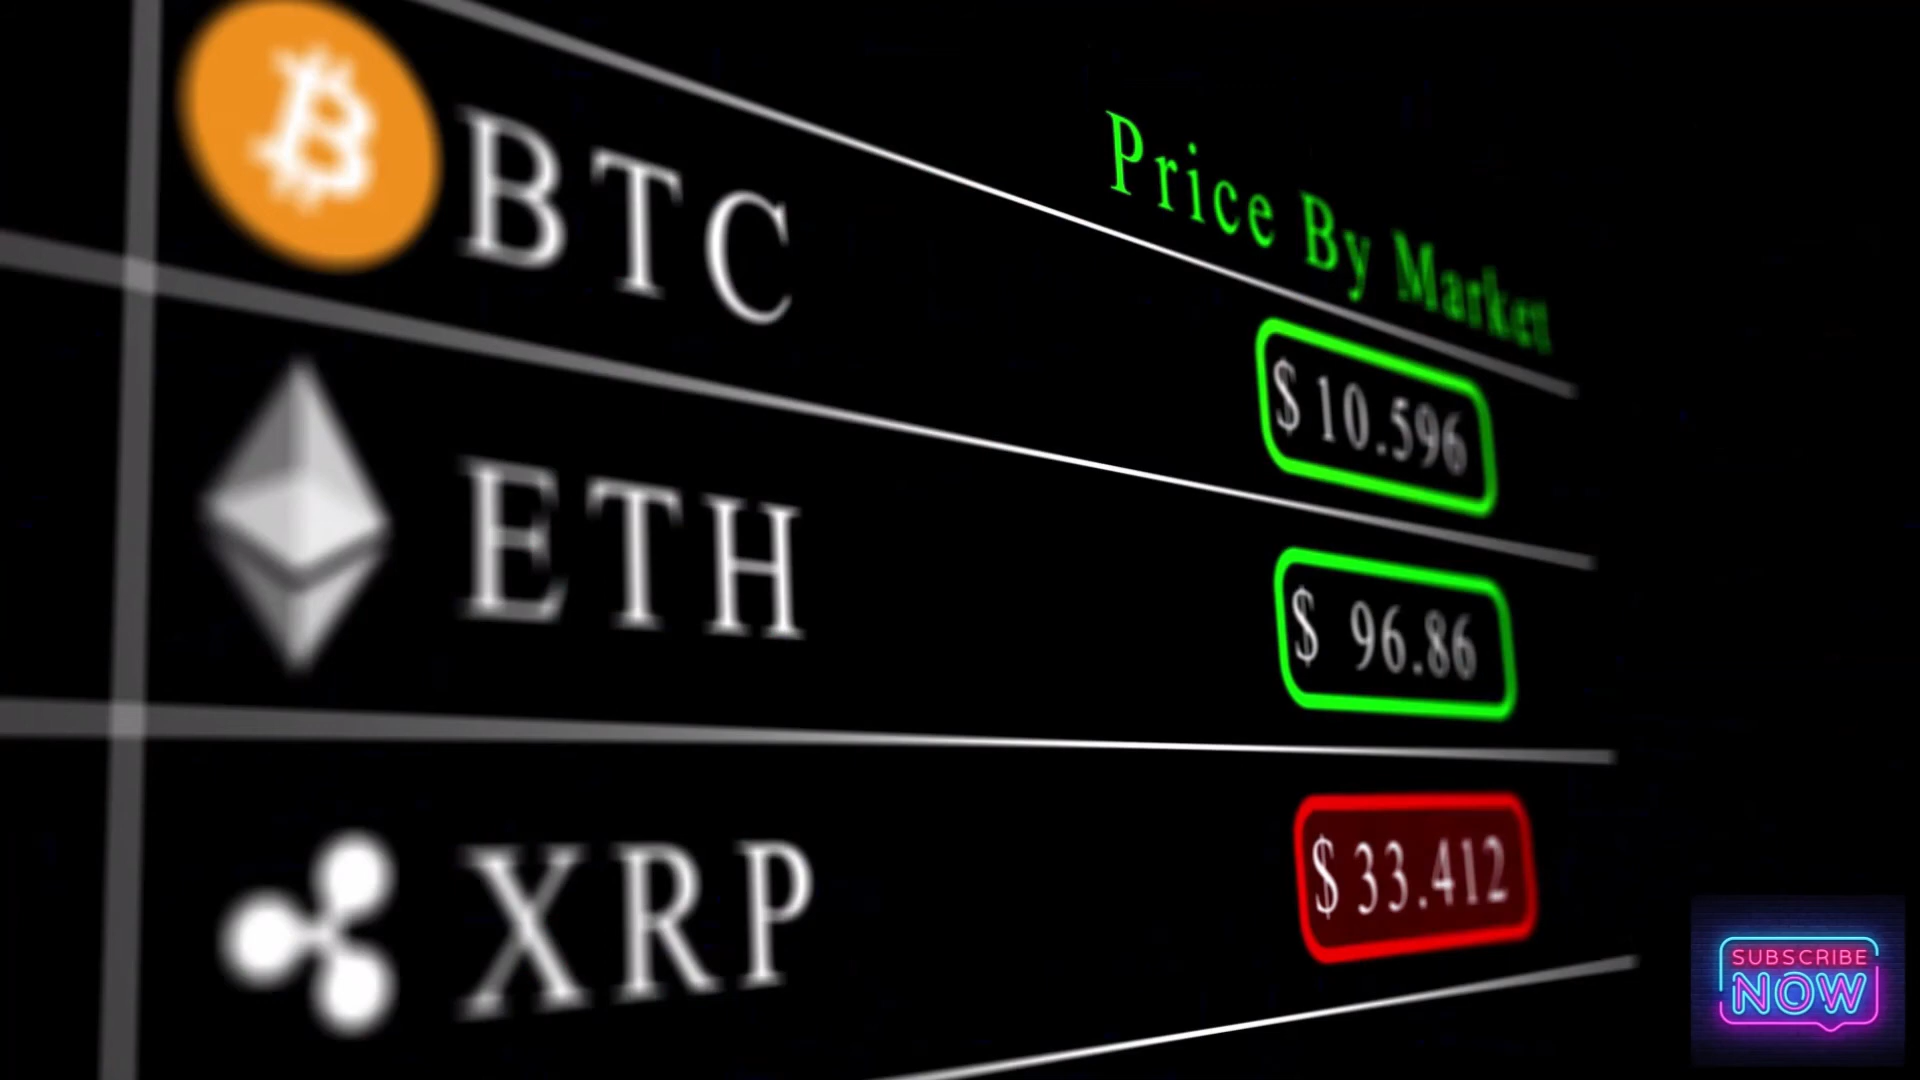 Price By Market
BTC
$ 10.596
ETH
$ 96.86
XRP
$ 33.412
SUBSCRIBE
NOW